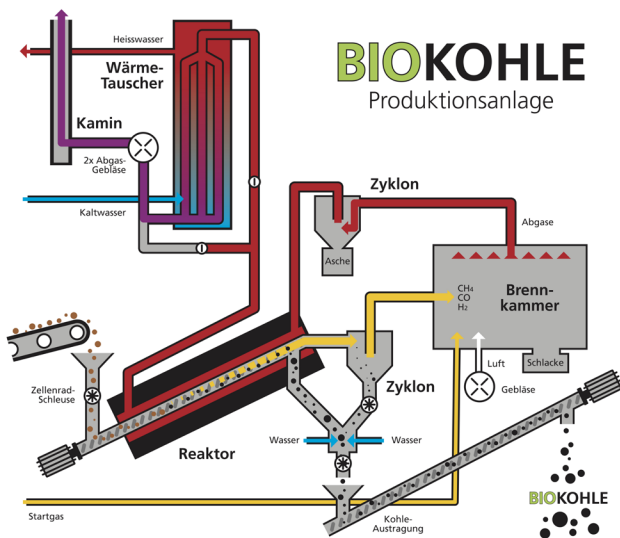 BIOKOHLE
Produktionsanlage
Heisswasser
Wärme-
Tauscher
Kamin
2x Abgas-
Gebläse
Kaltwasser
Zyklon
Abgase
Asche
CH4
CO
H2
Brenn-
kammer
Luft
Schlacke
Gebläse
Zellenrad-
Schleuse
Zyklon
Reaktor
Wasser
Wasser
BIOKOHLE
Startgas
Kohle-
Austragung